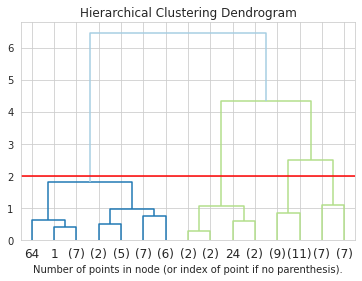 Hierarchical Clustering Dendrogram
6
5
4
3
2
1
0
64 1 (7) (2) (5) (7) (6) (2) (2) 24 (2) (9) (11) (7) (7)
Number of points in node (or index of point if no parenthesis).